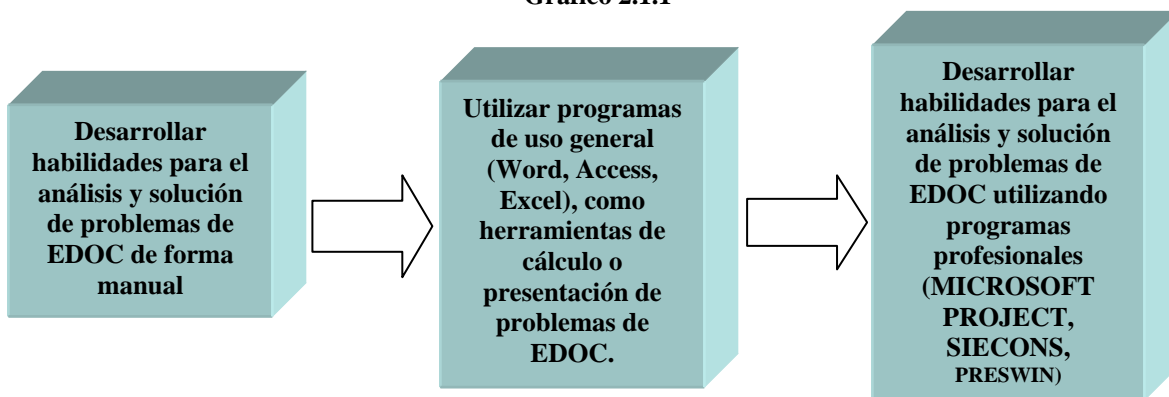 Gráfico 2.1.1
Desarrollar
habilidades para el
análisis y solución
de problemas de
EDOC de forma
manual
Utilizar programas
de uso general
(Word, Access,
Excel), como
herramientas de
cálculo o
presentación de
problemas de
EDOC.
Desarrollar
habilidades para el
análisis y solución
de problemas de
EDOC utilizando
programas
profesionales
(MICROSOFT
PROJECT,
SIECONS,
PRESWIN)